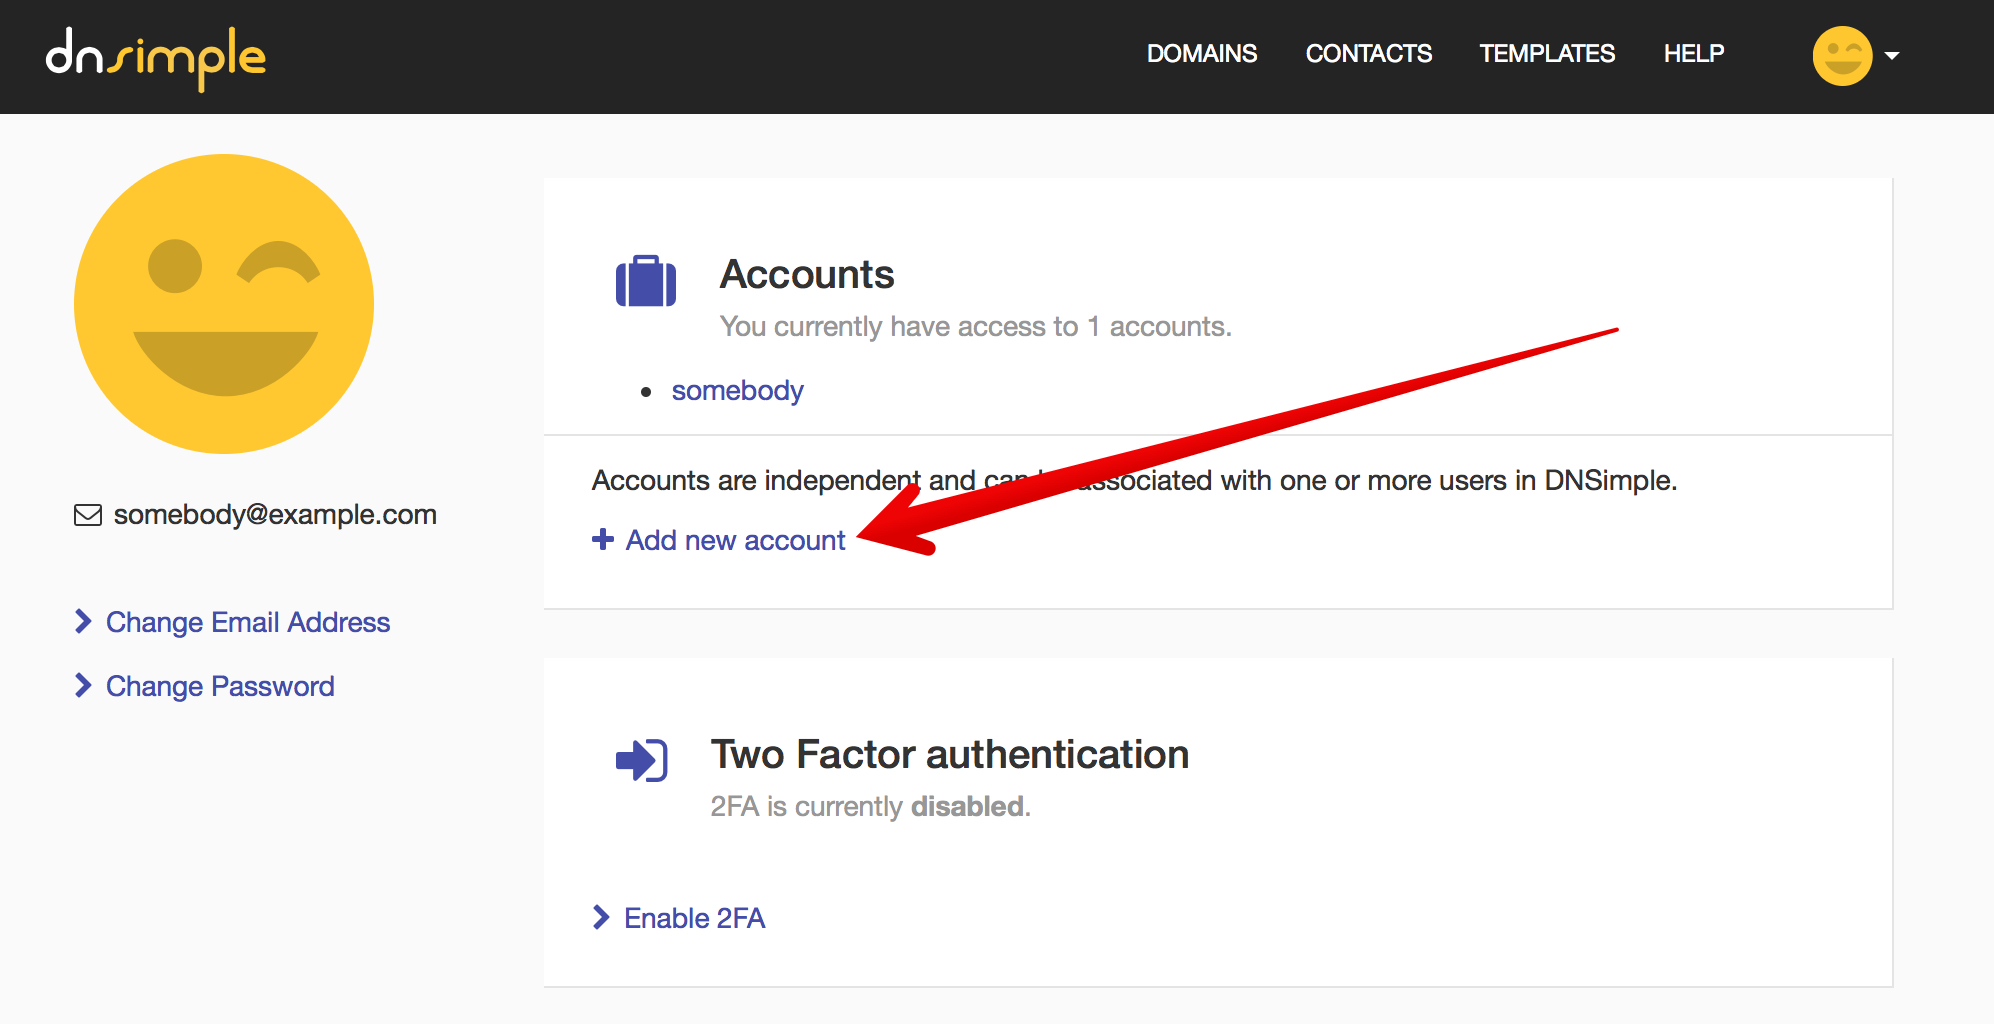 dnsimple
DOMAINS CONTACTS TEMPLATES HELP
somebody@example.com
Change Email Address
Change Password
Accounts
You currently have access to 1 accounts.
somebody
Accounts are independent and can associated with one or more users in DNSimple.
Add new account
Two Factor authentication
2FA is currently disabled.
Enable 2FA